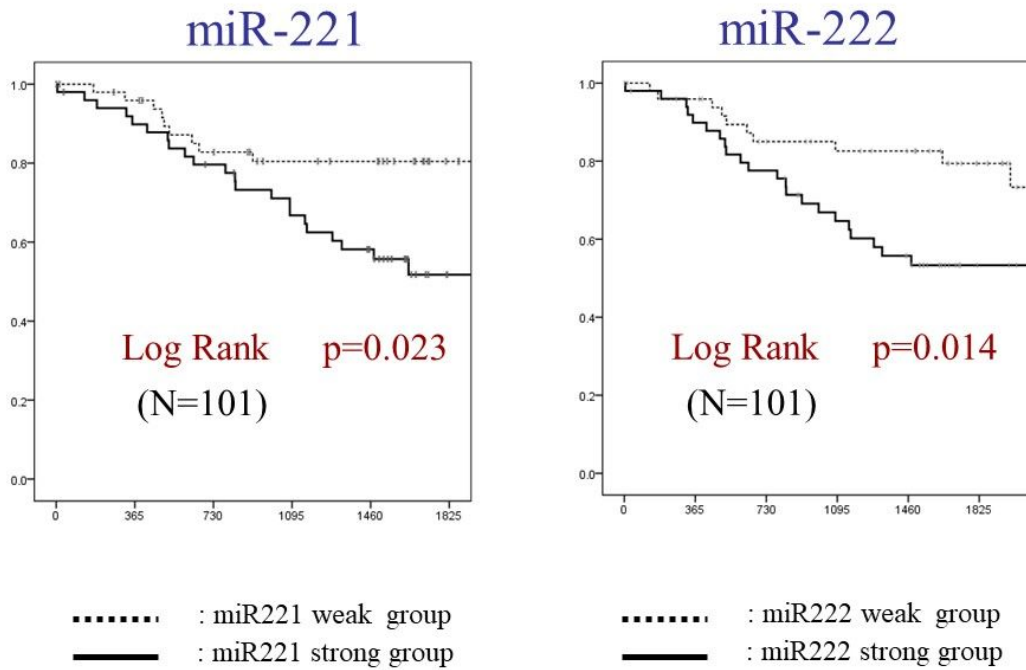 miR-221
1.0
0.8
0.6
0.4
0.2
0.0
Log Rank p=0.023
(N=101)
0 365 730 1095 1460 1825
: miR221 weak group
: miR221 strong group
miR-222
1.0
0.8
0.6
0.4
0.2
0.0
Log Rank p=0.014
(N=101)
0 365 730 1095 1460 1825
: miR222 weak group
: miR222 strong group